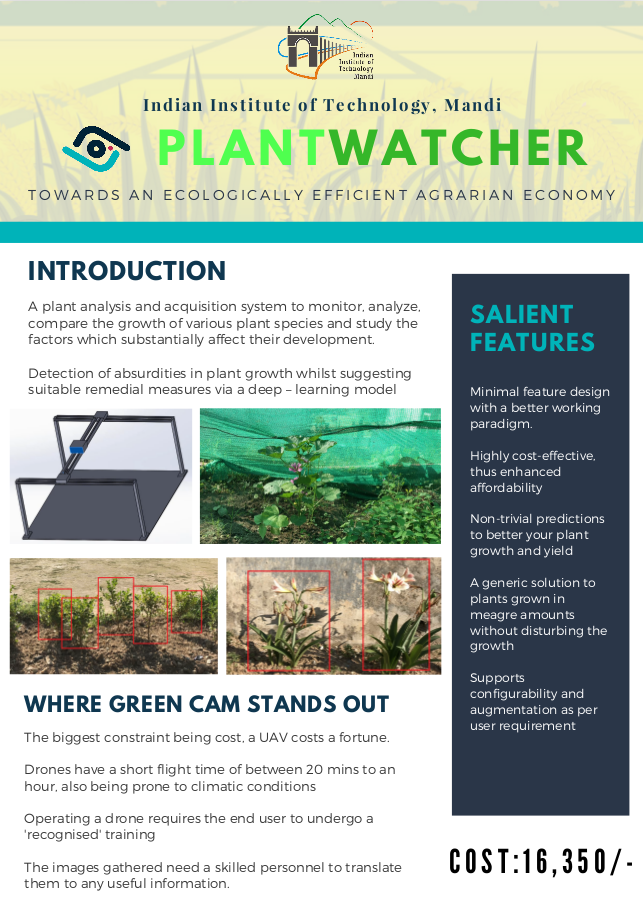 Indian
Institute of
Technology
Mandi
Indian Institute of Technology, Mandi
PLANTWATCHER
TOWARDS AN ECOLOGICALLY EFFICIENT AGRARIAN ECONOMY
INTRODUCTION
A plant analysis and acquisition system to monitor, analyze,
compare the growth of various plant species and study the
factors which substantially affect their development.
Detection of absurdities in plant growth whilst suggesting
suitable remedial measures via a deep – learning model
WHERE GREEN CAM STANDS OUT
The biggest constraint being cost, a UAV costs a fortune.
Drones have a short flight time of between 20 mins to an
hour, also being prone to climatic conditions
Operating a drone requires the end user to undergo a
'recognised' training
The images gathered need a skilled personnel to translate
them to any useful information.
SALIENT
FEATURES
Minimal feature design
with a better working
paradigm.
Highly cost-effective,
thus enhanced
affordability
Non-trivial predictions
to better your plant
growth and yield
A generic solution to
plants grown in
meagre amounts
without disturbing the
growth
Supports
configurability and
augmentation as per
user requirement
COST:16,350/-